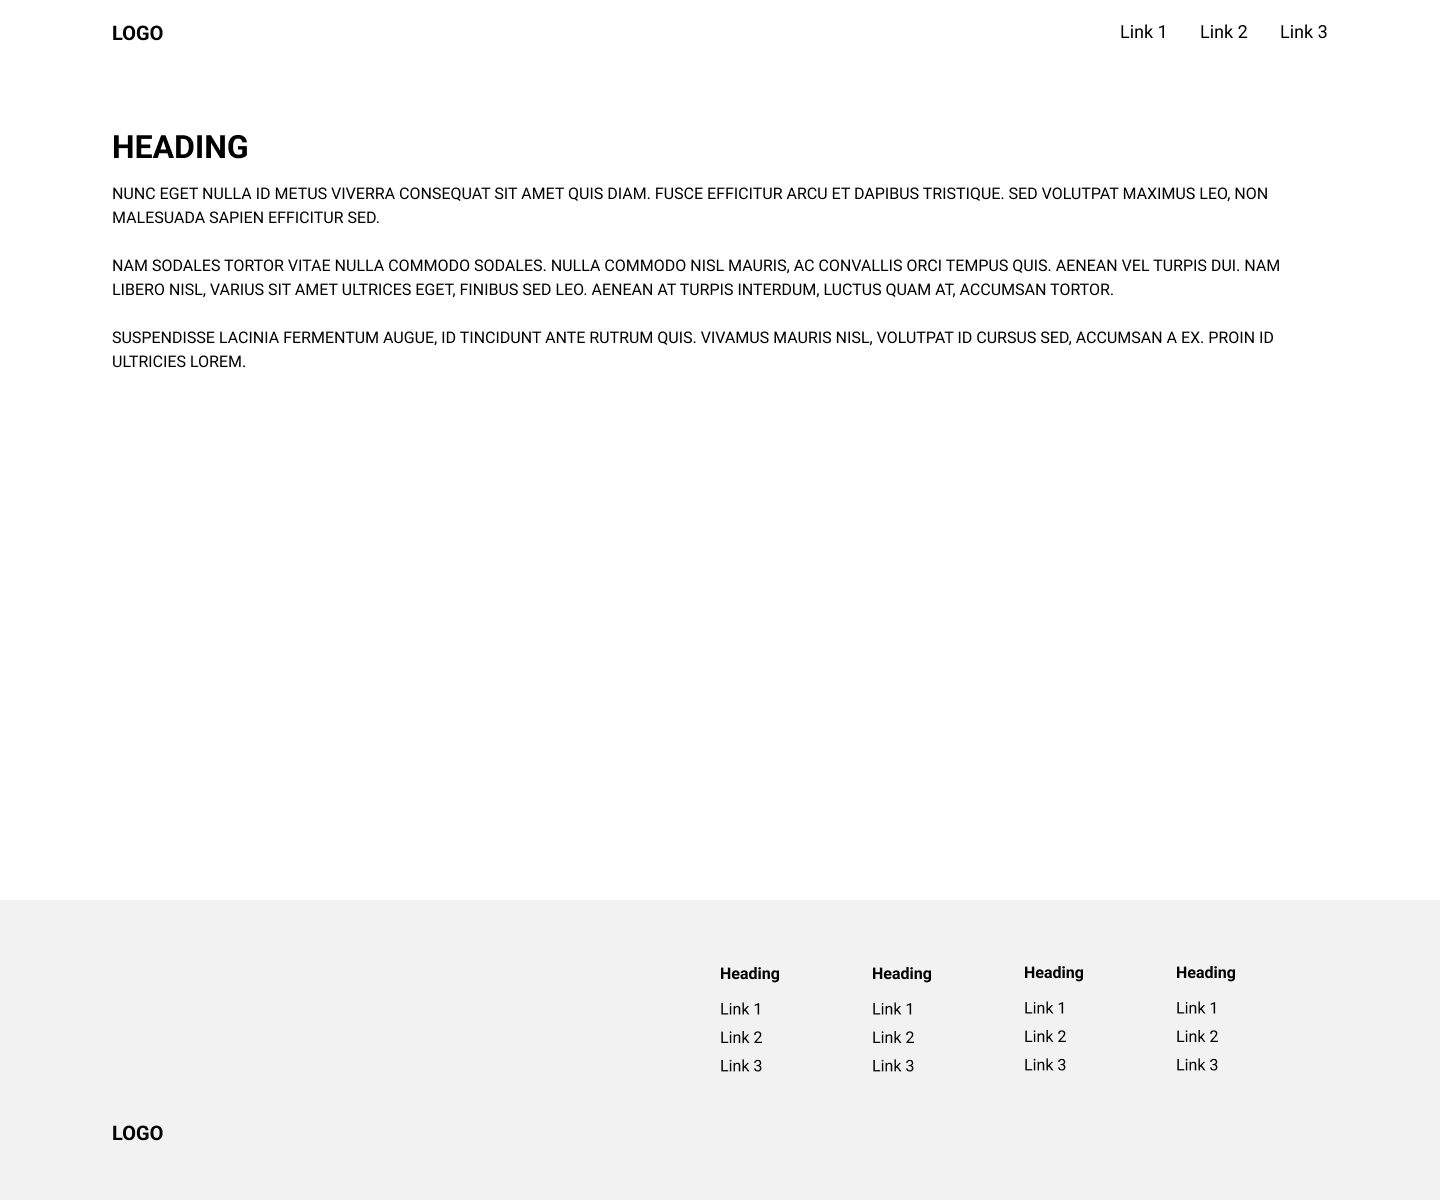 LOGO
Link 1 Link 2 Link 3
HEADING
NUNC EGET NULLA ID METUS VIVERRA CONSEQUAT SIT AMET QUIS DIAM. FUSCE EFFICITUR ARCU ET DAPIBUS TRISTIQUE. SED VOLUTPAT MAXIMUS LEO, NON
MALESUADA SAPIEN EFFICITUR SED.
NAM SODALES TORTOR VITAE NULLA COMMODO SODALES. NULLA COMMODO NISL MAURIS, AC CONVALLIS ORCI TEMPUS QUIS. AENEAN VEL TURPIS DUI. NAM
LIBERO NISL, VARIUS SIT AMET ULTRICES EGET, FINIBUS SED LEO. AENEAN AT TURPIS INTERDUM, LUCTUS QUAM AT, ACCUMSAN TORTOR.
SUSPENDISSE LACINIA FERMENTUM AUGUE, ID TINCIDUNT ANTE RUTRUM QUIS. VIVAMUS MAURIS NISL, VOLUTPAT ID CURSUS SED, ACCUMSAN A EX. PROIN ID
ULTRICIES LOREM.
Heading
Link 1
Link 2
Link 3
Heading
Link 1
Link 2
Link 3
Heading
Link 1
Link 2
Link 3
Heading
Link 1
Link 2
Link 3
LOGO